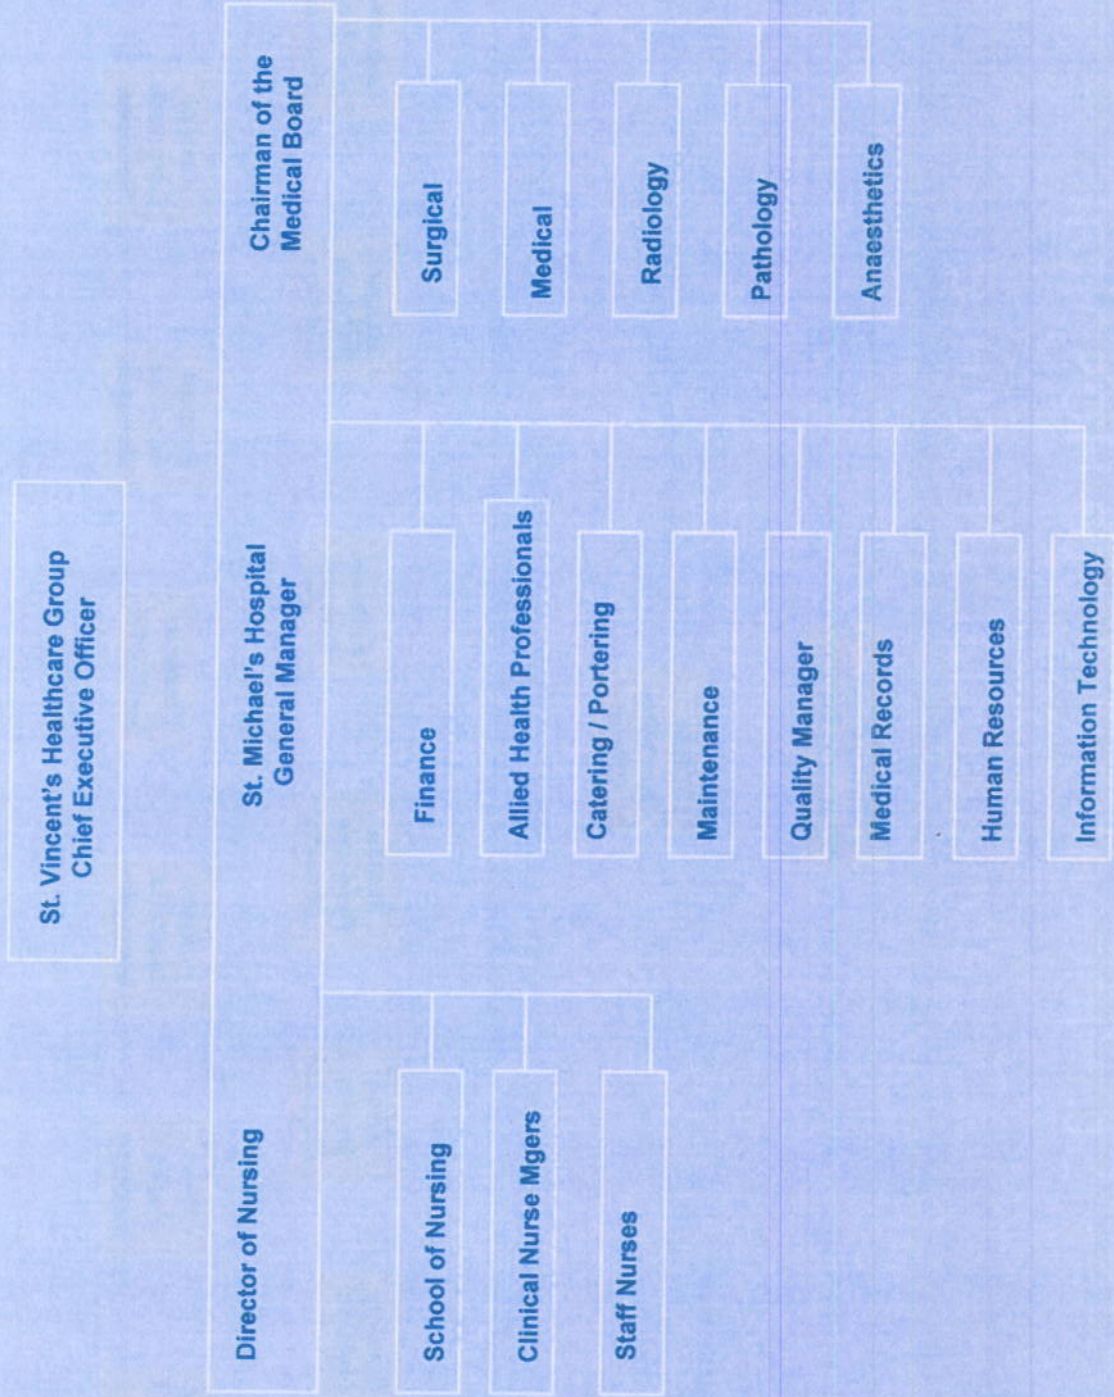 St. Vincent's Healthcare Group
Chief Executive Officer
Director of Nursing
St. Michael's Hospital
General Manager
Chairman of the
Medical Board
School of Nursing
Clinical Nurse Mgers
Staff Nurses
Finance
Allied Health Professionals
Catering / Portering
Maintenance
Quality Manager
Medical Records
Human Resources
Information Technology
Surgical
Medical
Radiology
Pathology
Anaesthetics